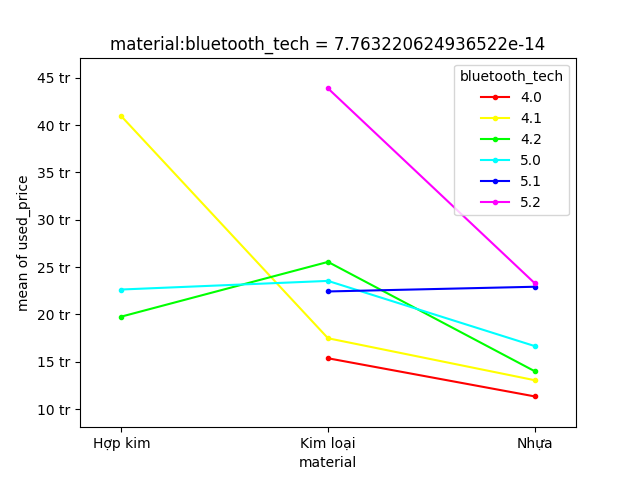 material:bluetooth_tech = 7.763220624936522e-14
mean of used_price
45 tr
40 tr
35 tr
30 tr
25 tr
20 tr
15 tr
10 tr
bluetooth_tech
4.0
4.1
4.2
5.0
5.1
5.2
Hợp kim
Kim loại
Nhựa
material